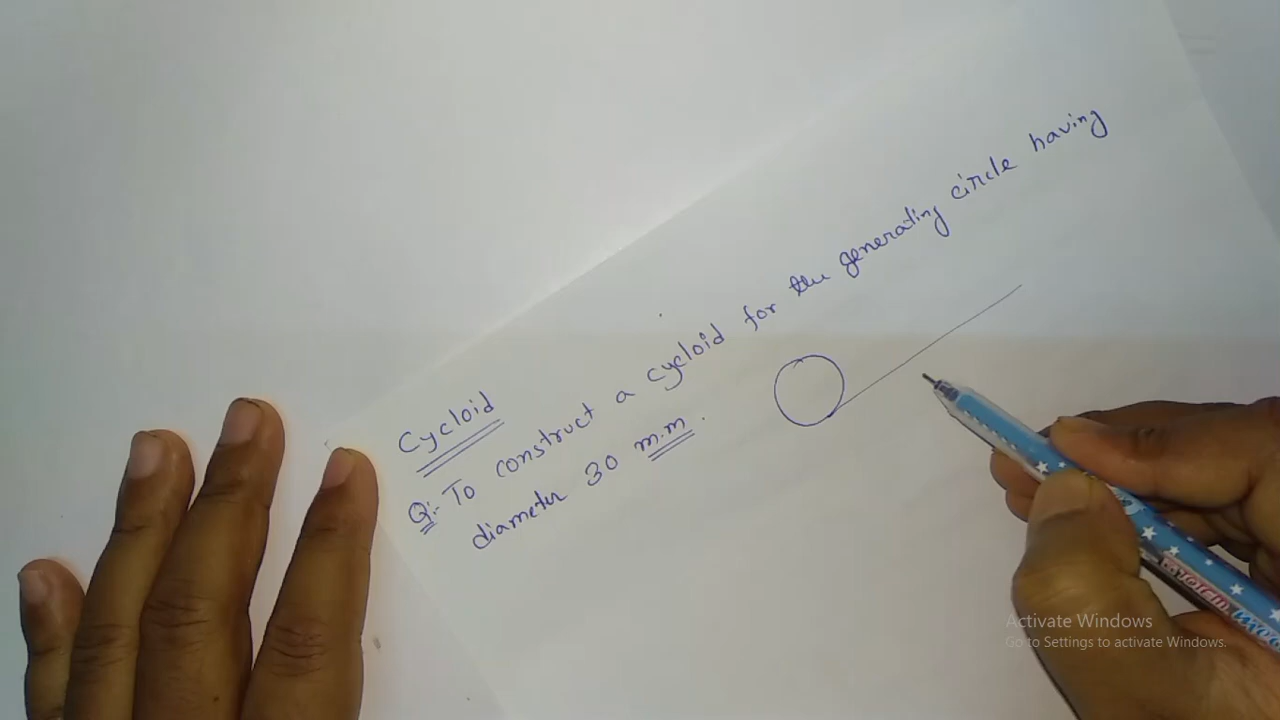 Cycloid
Q:- To construct a cycloid for the generating circle having
diameter 30 m.m.
Activate Windows
Go to Settings to activate Windows.